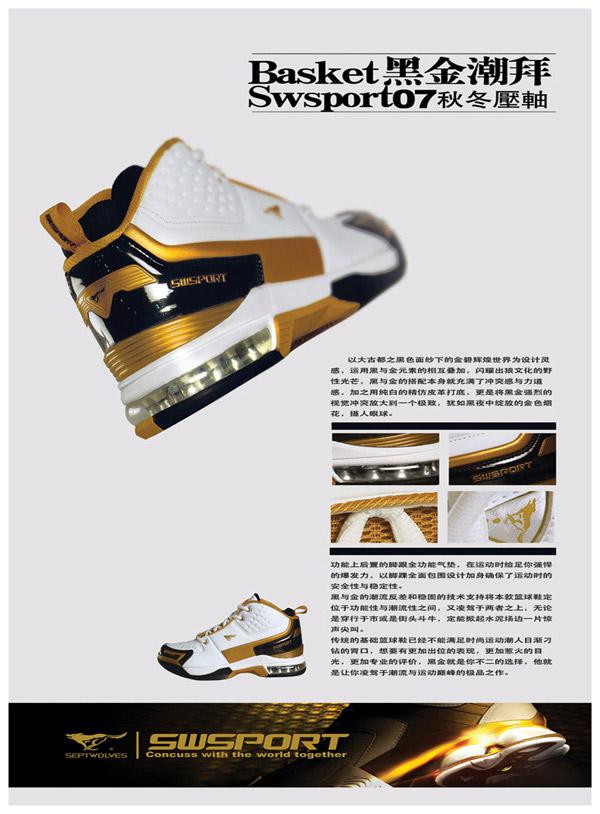 Basket黑金潮拜
Swsport07秋冬壓軸
SWSPORT
以大古都之黑色面纱下的金碧辉煌世界为设计灵
感，运用黑与金元素的相互叠加，闪耀出狼文化的野
性光芒，黑与金的搭配本身就充满了冲突感与力道
感，加之用纯白的精仿皮革打底，更是将黑金强烈的
视觉冲突放大到一个极致，犹如黑夜中绽放的金色烟
花，摄人眼球。
SWSPORT
功能上后置的脚跟全功能气垫，在运动时给足你强悍
的爆发力，以脚踝全面包围设计加身确保了运动时的
安全性与稳定性。
黑与金的潮流反差和稳固的技术支持将本款篮球鞋定
位于功能性与潮流性之间，又凌驾于两者之上，无论
是穿行于市或是街头斗牛，定能掀起水泥场边一片惊
声尖叫。
传统的基础篮球鞋已经不能满足时尚运动潮人日渐刁
钻的胃口，想要有更加出位的表现，更加惹火的目
光，更加专业的评价，黑金就是你不二的选择，他就
是让你凌驾于潮流与运动巅峰的极品之作。
SEPTWOLVES
SWSPORT
Concuss with the world together